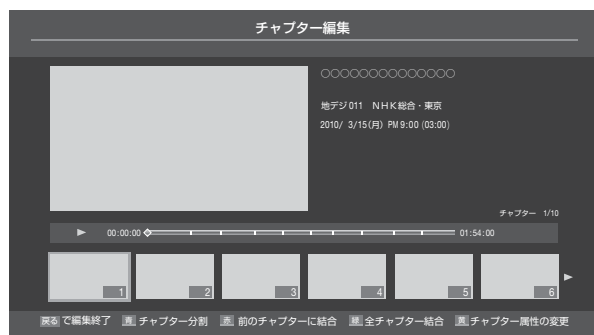 チャプター編集
○○○○○○○○○○○○○○
地デジ011 NHK総合・東京
2010/ 3/15(月) PM9:00 (03:00)
チャプター 1/10
▶ 00:00:00 01:54:00
1 2 3 4 5 6 ▶
戻る で編集終了 青 チャプター分割 赤 前のチャプターに結合 緑 全チャプター結合 黄 チャプター属性の変更